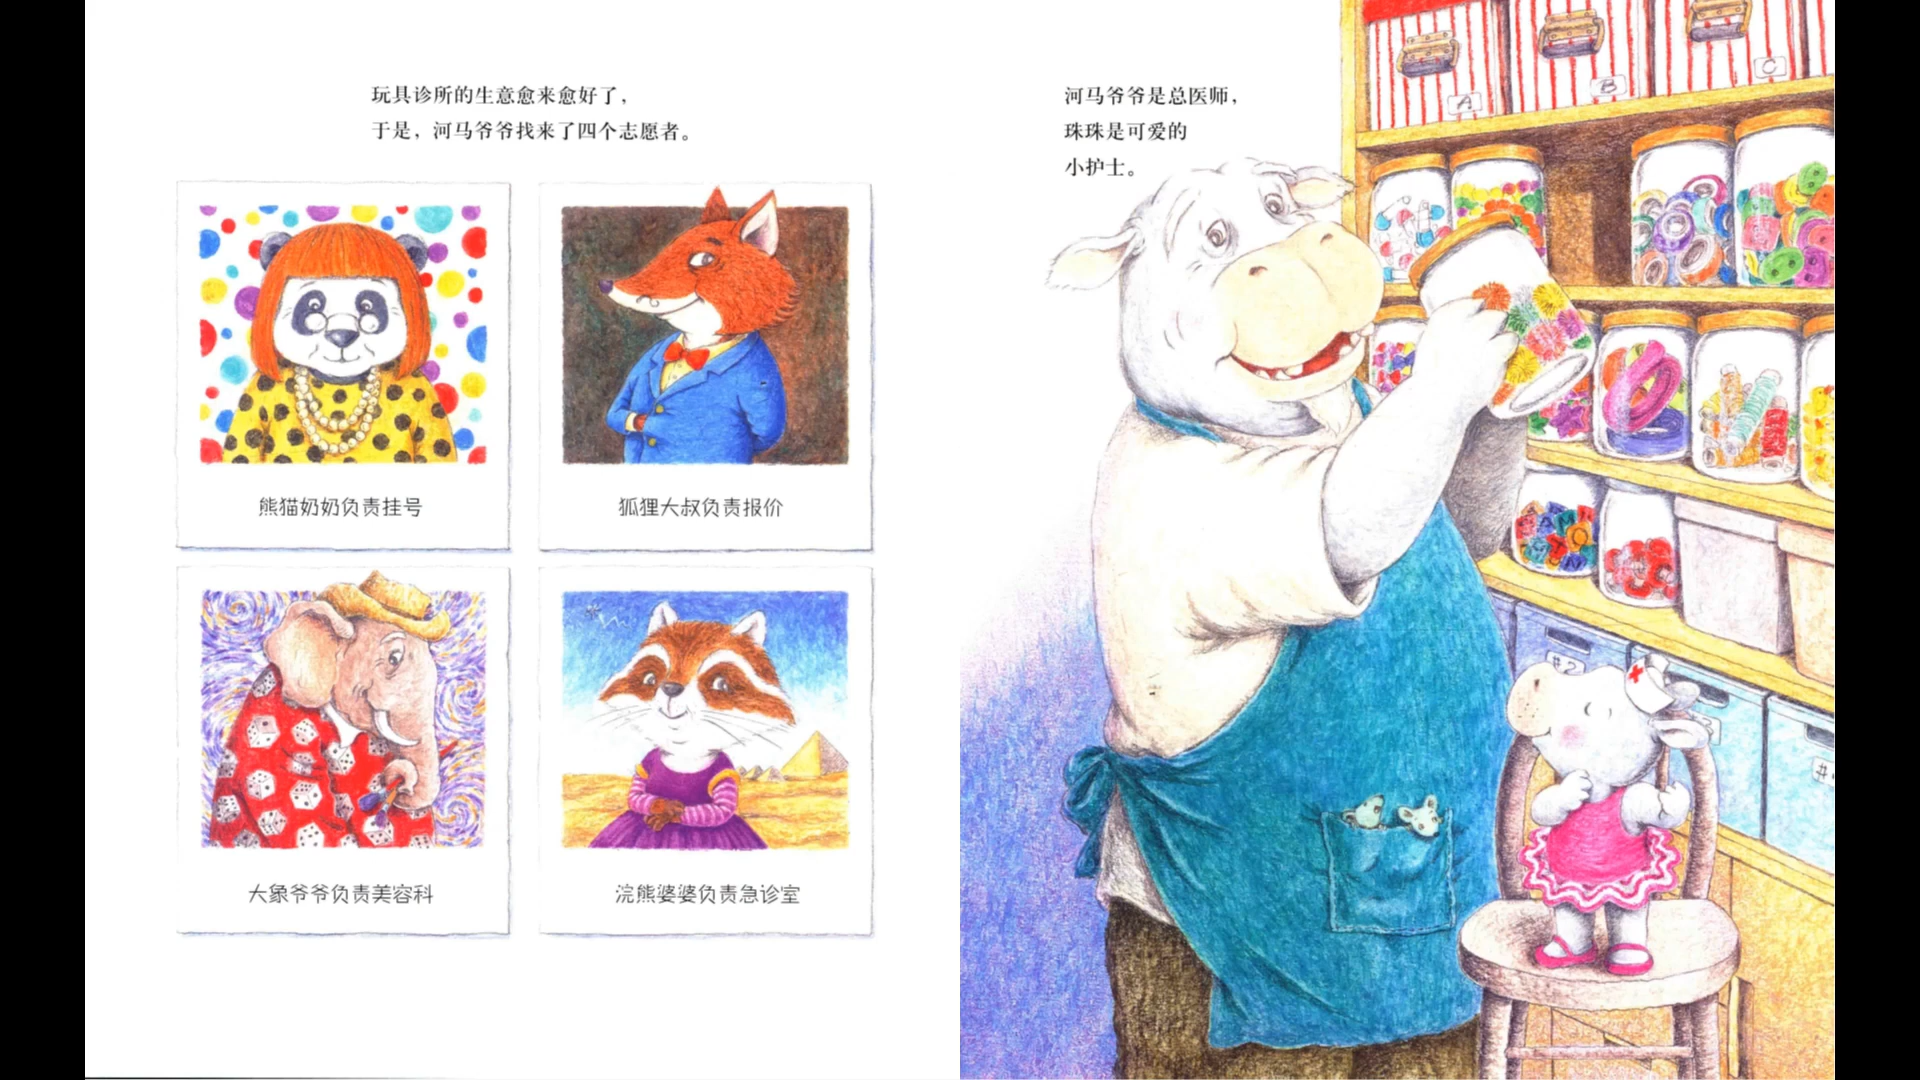 玩具诊所的生意愈来愈好了，
于是，河马爷爷找来了四个志愿者。
熊猫奶奶负责挂号
狐狸大叔负责报价
大象爷爷负责美容科
浣熊婆婆负责急诊室
河马爷爷是总医师，
珠珠是可爱的
小护士。
A
B
C
#2